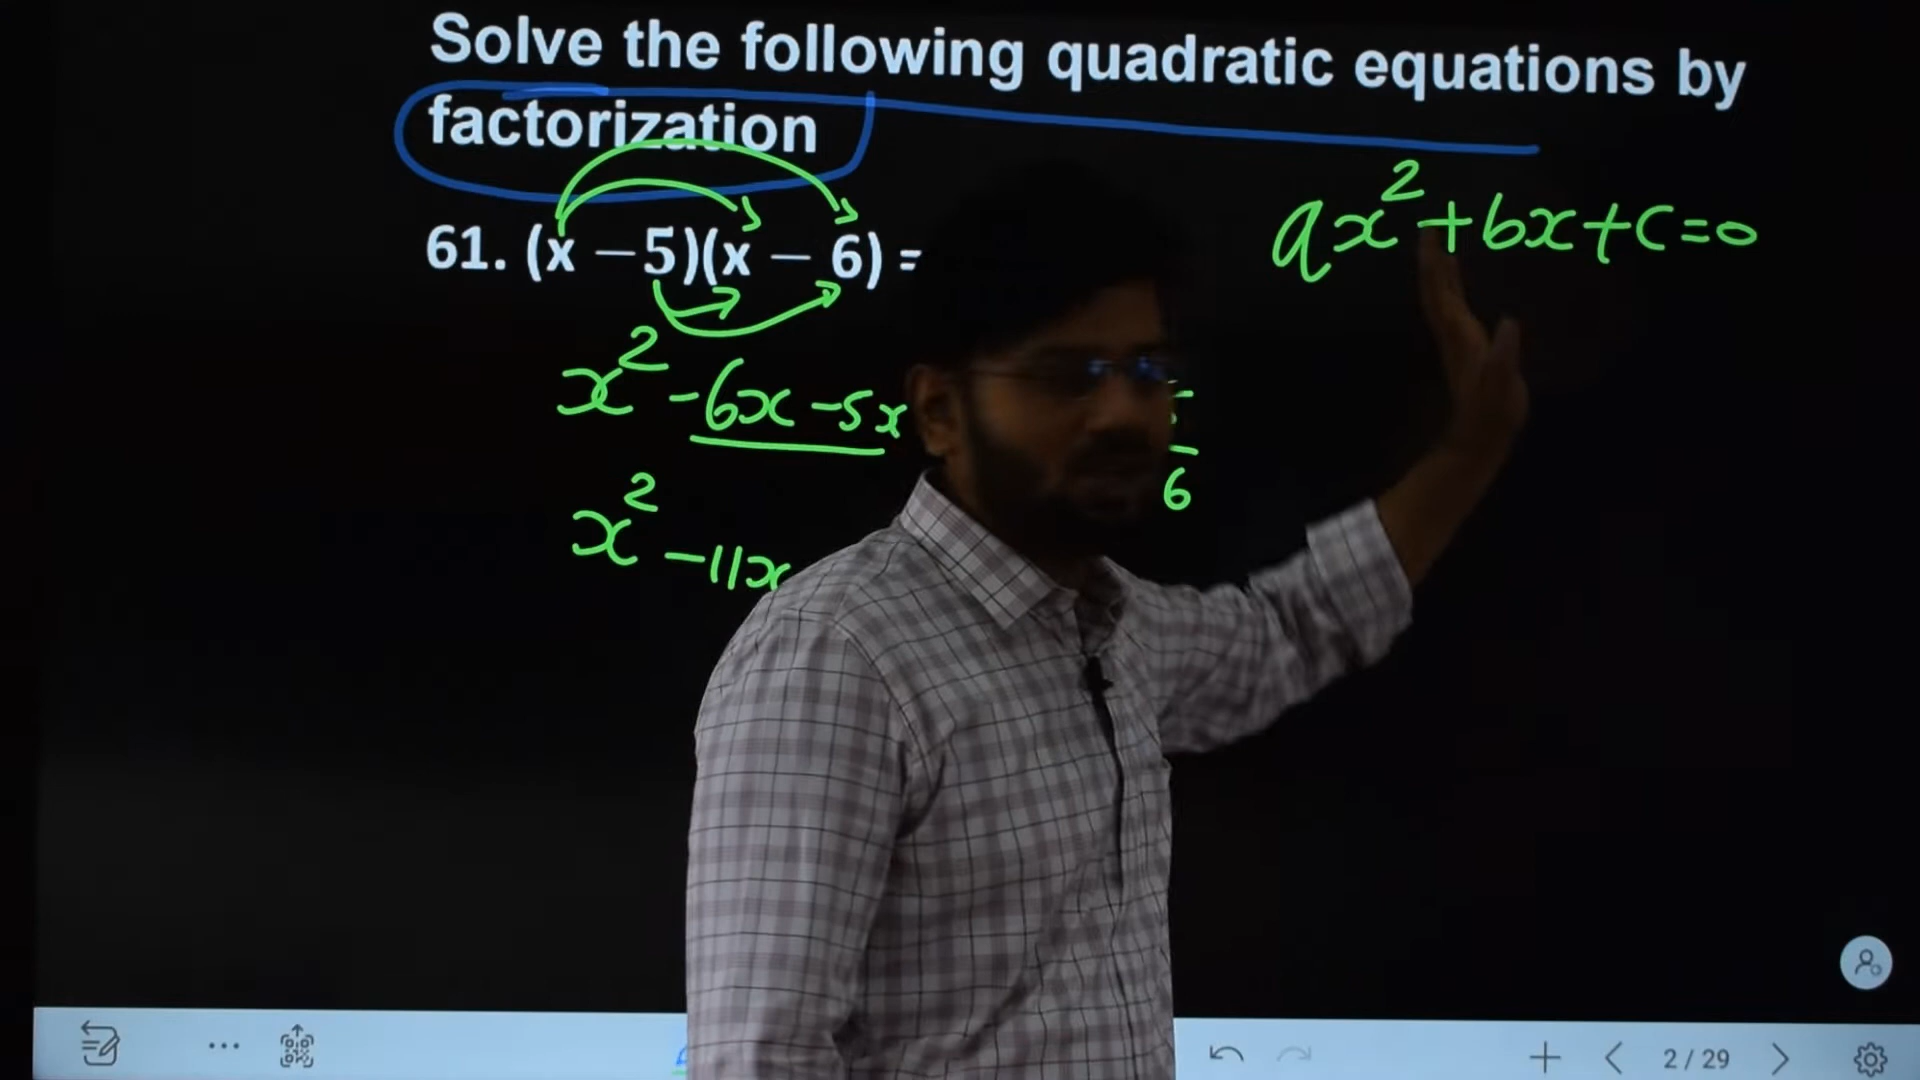 Solve the following quadratic equations by
factorization
ax² + bx + c = 0
61. (x – 5)(x – 6) =
x² - 6x - 5x
6
x² - 11x
2 / 29